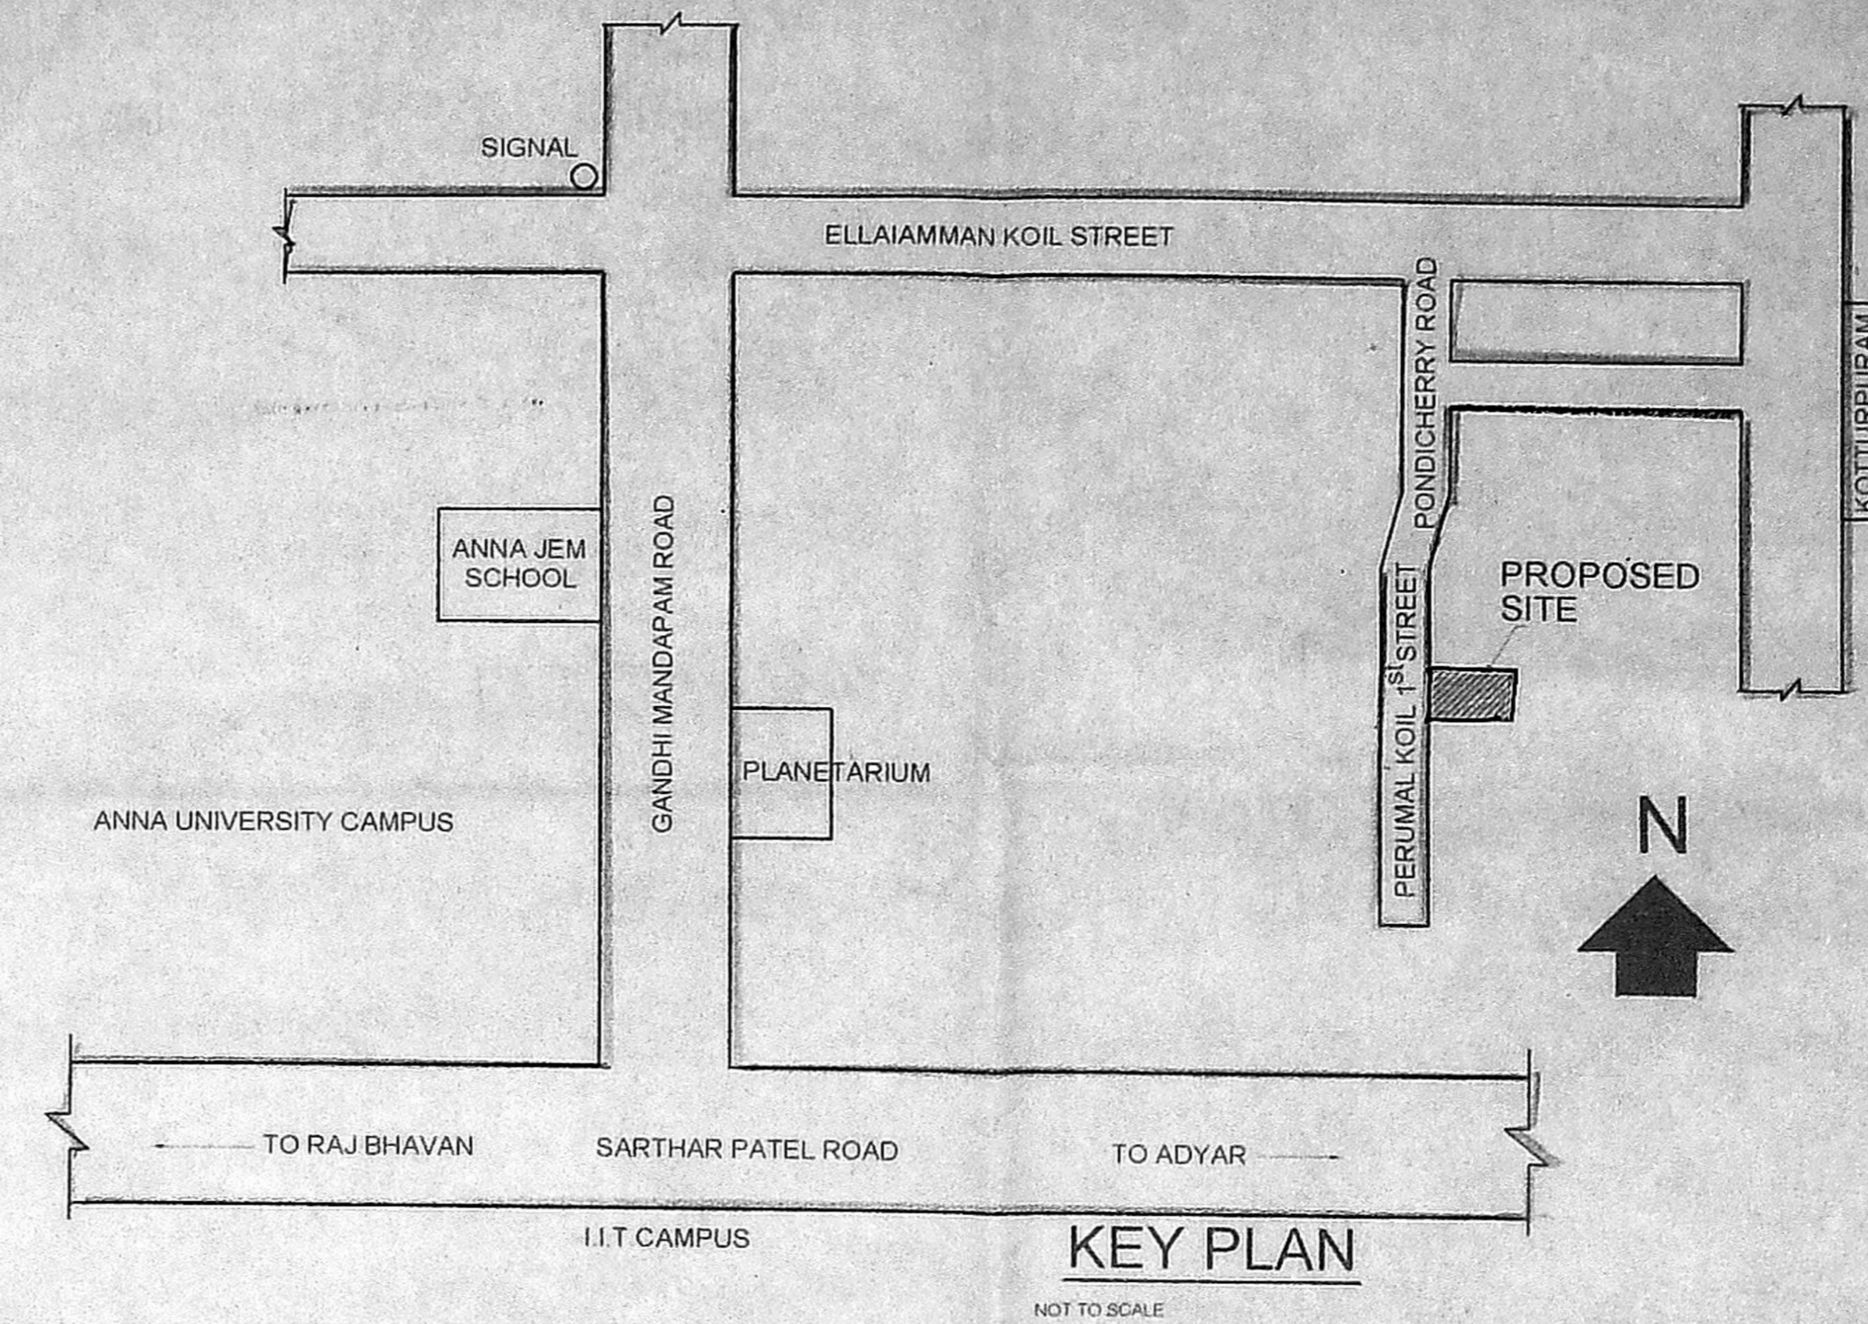 SIGNAL
ELLAIAMMAN KOIL STREET
PONDICHERRY ROAD
KOTTURPURAM
ANNA JEM
SCHOOL
GANDHI MANDAPAM ROAD
PROPOSED
SITE
PERUMAL KOIL 1st STREET
PLANETARIUM
ANNA UNIVERSITY CAMPUS
N
TO RAJ BHAVAN
SARTHAR PATEL ROAD
TO ADYAR
I.I.T CAMPUS
KEY PLAN
NOT TO SCALE